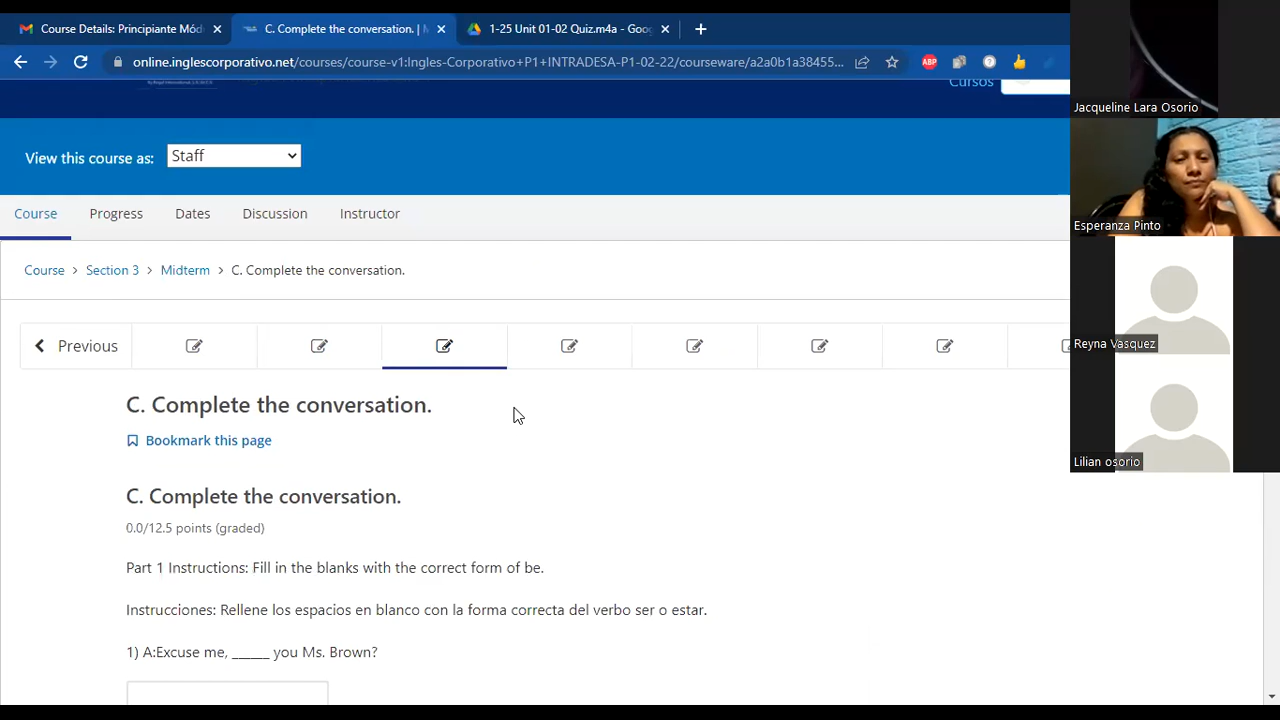 Course Details: Principiante Mód
C. Complete the conversation. | M
1-25 Unit 01-02 Quiz.m4a - Goog
online.inglescorporativo.net/courses/course-v1:Ingles-Corporativo+P1+INTRADESA-P1-02-22/courseware/a2a0b1a38455...
ABP
Cursos
View this course as:
Staff
Course
Progress
Dates
Discussion
Instructor
Course > Section 3 > Midterm > C. Complete the conversation.
Previous
C. Complete the conversation.
Bookmark this page
C. Complete the conversation.
0.0/12.5 points (graded)
Part 1 Instructions: Fill in the blanks with the correct form of be.
Instrucciones: Rellene los espacios en blanco con la forma correcta del verbo ser o estar.
1) A:Excuse me, ______ you Ms. Brown?
Jacqueline Lara Osorio
Esperanza Pinto
Reyna Vasquez
Lilian osorio